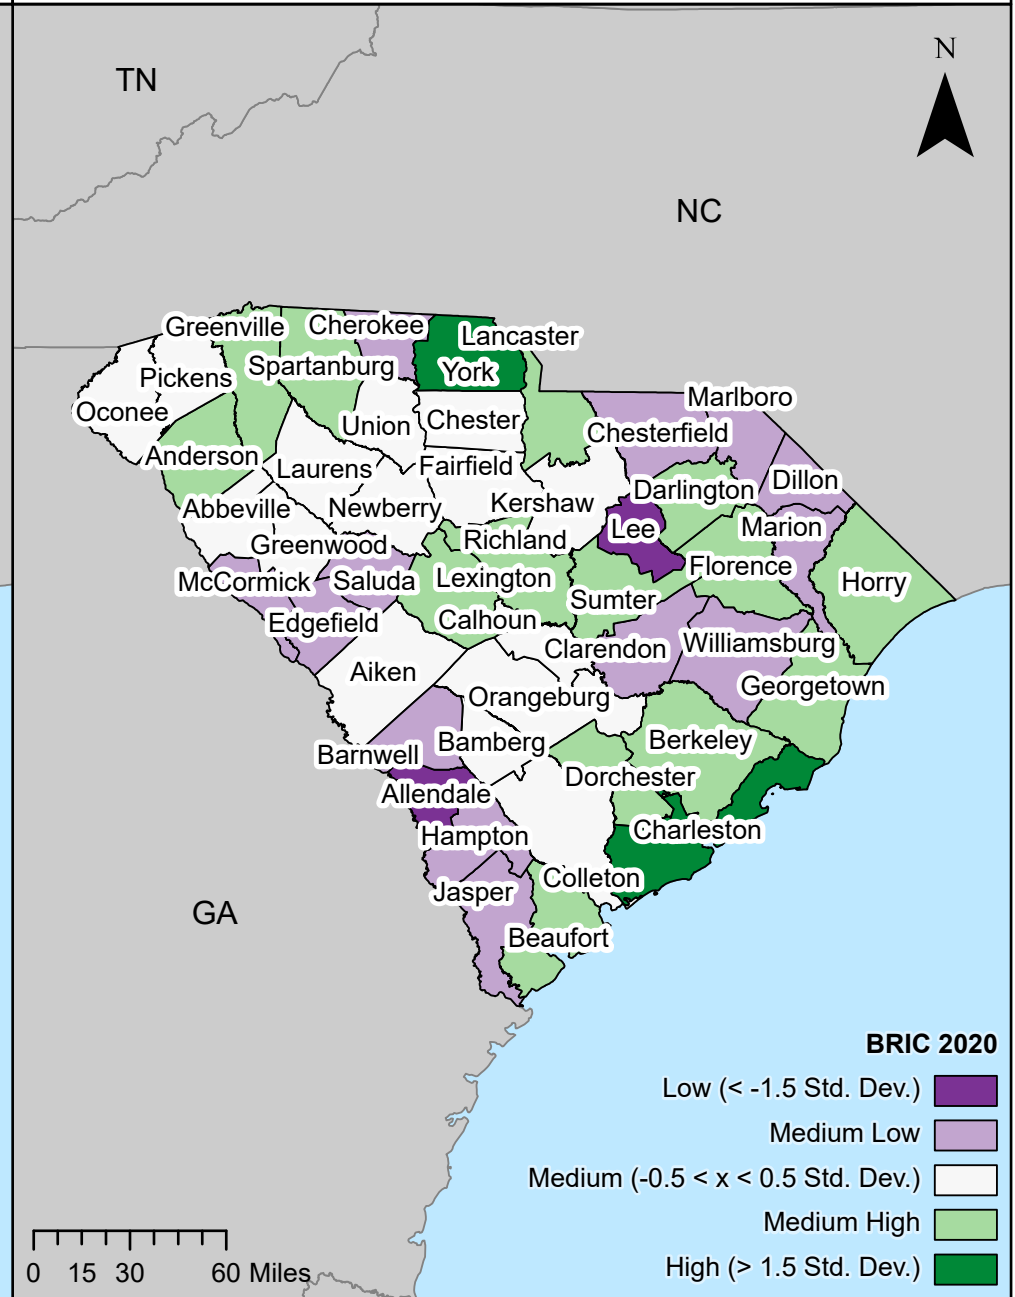 TN
N
NC
Greenville
Cherokee
Lancaster
Spartanburg
York
Pickens
Marlboro
Oconee
Union
Chester
Chesterfield
Anderson
Laurens
Fairfield
Dillon
Darlington
Abbeville
Newberry
Kershaw
Lee
Marion
Greenwood
Richland
McCormick
Saluda
Lexington
Florence
Horry
Sumter
Edgefield
Calhoun
Clarendon
Williamsburg
Aiken
Georgetown
Orangeburg
Barnwell
Bamberg
Berkeley
Dorchester
Allendale
Hampton
Charleston
Colleton
Jasper
GA
Beaufort
BRIC 2020
Low (< -1.5 Std. Dev.)
Medium Low
Medium (-0.5 < x < 0.5 Std. Dev.)
Medium High
High (> 1.5 Std. Dev.)
0 15 30 60 Miles